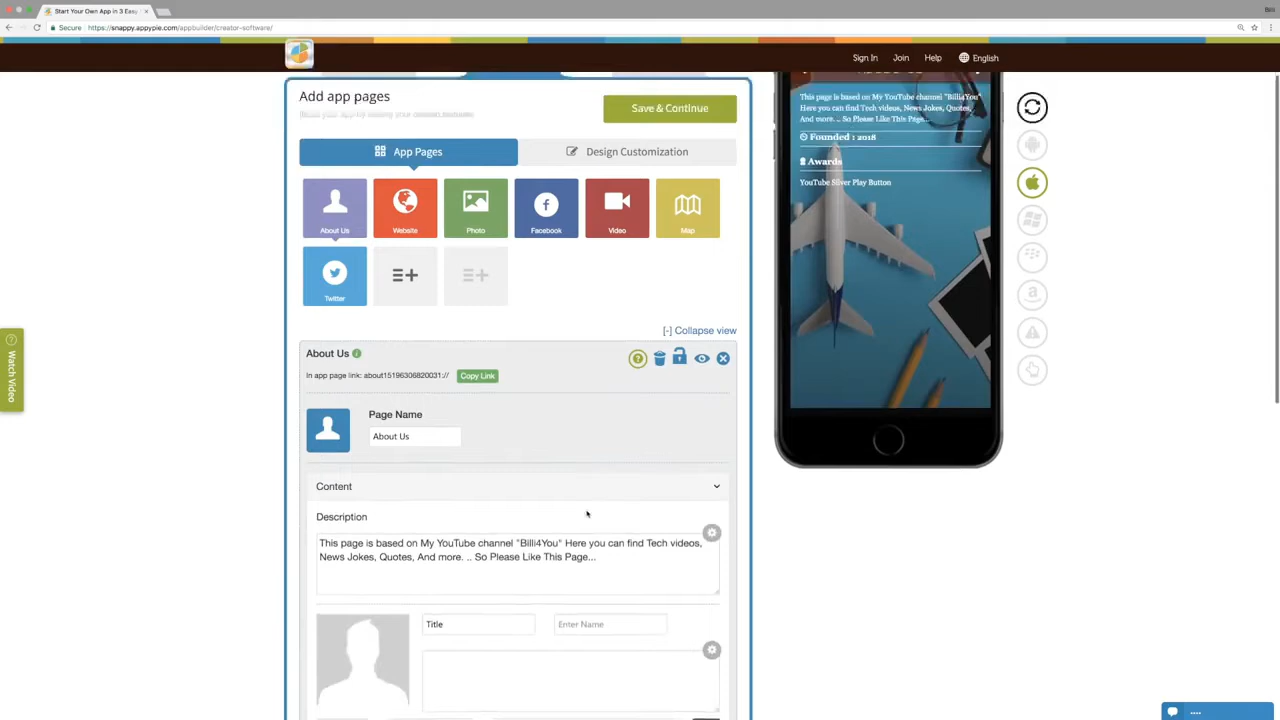 Start Your Own App in 3 Easy
Billi
Secure
https://snappy.appypie.com/appbuilder/creator-software/
Sign In
Join
Help
English
Add app pages
Save & Continue
App Pages
Design Customization
About Us
Website
Photo
Facebook
Video
Map
Twitter
[-] Collapse view
About Us
In app page link: about15196306820031://
Copy Link
Page Name
About Us
Content
Description
This page is based on My YouTube channel "Billi4You" Here you can find Tech videos,
News Jokes, Quotes, And more. .. So Please Like This Page...
Title
Enter Name
Watch Video
This page is based on My YouTube channel "Billi4You"
Here you can find Tech videos, News Jokes, Quotes,
And more. .. So Please Like This Page...
Founded : 2018
Awards
YouTube Silver Play Button
....